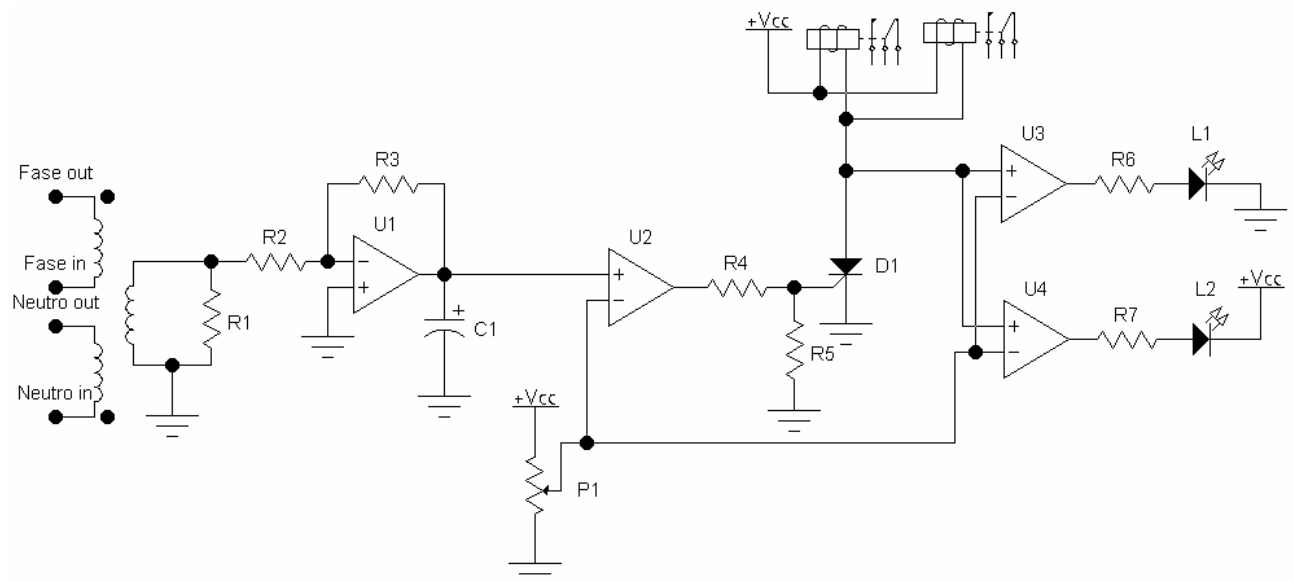 +Vcc
U3
L1
R3
Fase out
U1
R2
U2
R6
Fase in
R4
D1
U4
L2
+Vcc
Neutro out
R1
C1
R7
R5
Neutro in
+Vcc
P1
+
−
−
+
+
+
−
+
−